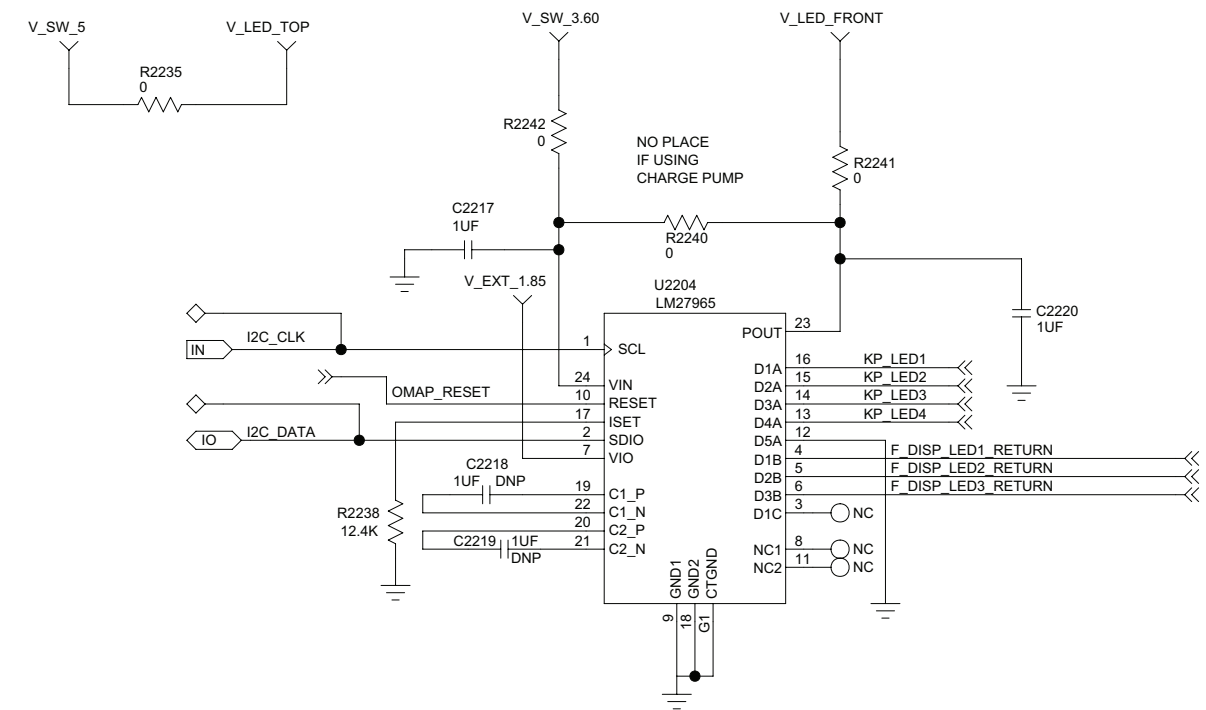 V_SW_5
V_LED_TOP
V_SW_3.60
V_LED_FRONT
R2235
0
R2242
0
NO PLACE
IF USING
CHARGE PUMP
R2241
0
C2217
1UF
R2240
0
V_EXT_1.85
U2204
LM27965
C2220
1UF
IN
I2C_CLK
OMAP_RESET
IO
I2C_DATA
R2238
12.4K
C2218
1UF DNP
C2219
1UF
DNP
1 SCL
24 VIN
10 RESET
17 ISET
2 SDIO
7 VIO
19 C1_P
22 C1_N
20 C2_P
21 C2_N
POUT 23
D1A 16 KP_LED1
D2A 15 KP_LED2
D3A 14 KP_LED3
D4A 13 KP_LED4
D5A 12
D1B 4 F_DISP_LED1_RETURN
D2B 5 F_DISP_LED2_RETURN
D3B 6 F_DISP_LED3_RETURN
D1C 3 NC
NC1 8 NC
NC2 11 NC
GND1 9
GND2 18
CTGND G1